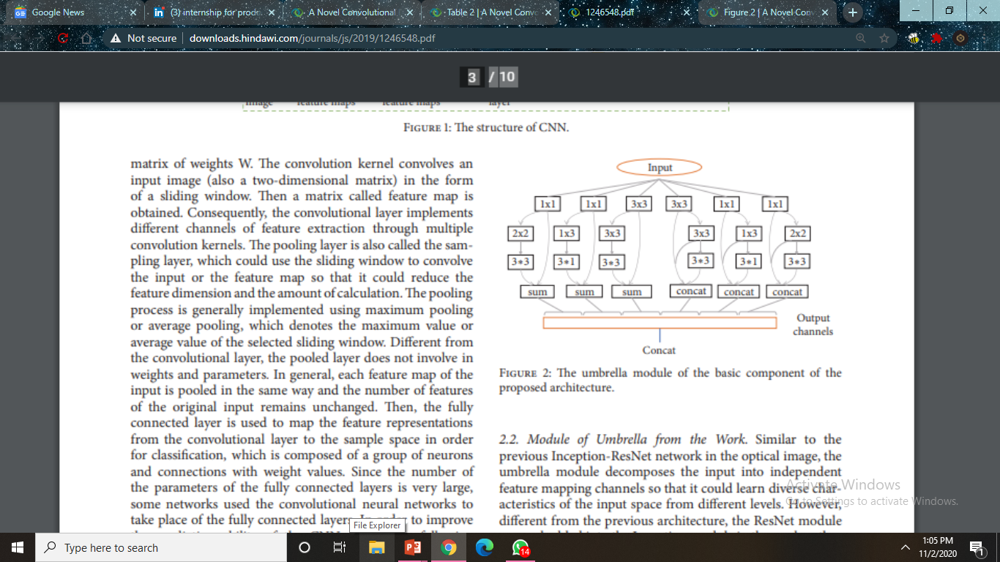 Google News
(3) internship for prod
A Novel Convolutional
Table 2 | A Novel Conv
1246548.pdf
Figure 2 | A Novel Con
Not secure
downloads.hindawi.com/journals/js/2019/1246548.pdf
3 / 10
image feature maps feature maps layer
FIGURE 1: The structure of CNN.
matrix of weights W. The convolution kernel convolves an
input image (also a two-dimensional matrix) in the form
of a sliding window. Then a matrix called feature map is
obtained. Consequently, the convolutional layer implements
different channels of feature extraction through multiple
convolution kernels. The pooling layer is also called the sam-
pling layer, which could use the sliding window to convolve
the input or the feature map so that it could reduce the
feature dimension and the amount of calculation. The pooling
process is generally implemented using maximum pooling
or average pooling, which denotes the maximum value or
average value of the selected sliding window. Different from
the convolutional layer, the pooled layer does not involve in
weights and parameters. In general, each feature map of the
input is pooled in the same way and the number of features
of the original input remains unchanged. Then, the fully
connected layer is used to map the feature representations
from the convolutional layer to the sample space in order
for classification, which is composed of a group of neurons
and connections with weight values. Since the number of
the parameters of the fully connected layers is very large,
some networks used the convolutional neural networks to
take place of the fully connected layers. In order to improve
File Explorer
Input
1x1 1x1 3x3 3x3 1x1 1x1
2x2 1x3 3x3 3x3 1x3 2x2
3*3 3*1 3*3 3*3 3*1 3*3
sum sum sum concat concat concat
Output
channels
Concat
FIGURE 2: The umbrella module of the basic component of the
proposed architecture.
2.2. Module of Umbrella from the Work. Similar to the
previous Inception-ResNet network in the optical image, the
umbrella module decomposes the input into independent
feature mapping channels so that it could learn diverse char-
acteristics of the input space from different levels. However,
different from the previous architecture, the ResNet module
Activate Windows
Go to Settings to activate Windows.
Type here to search
14
1:05 PM
11/2/2020
1